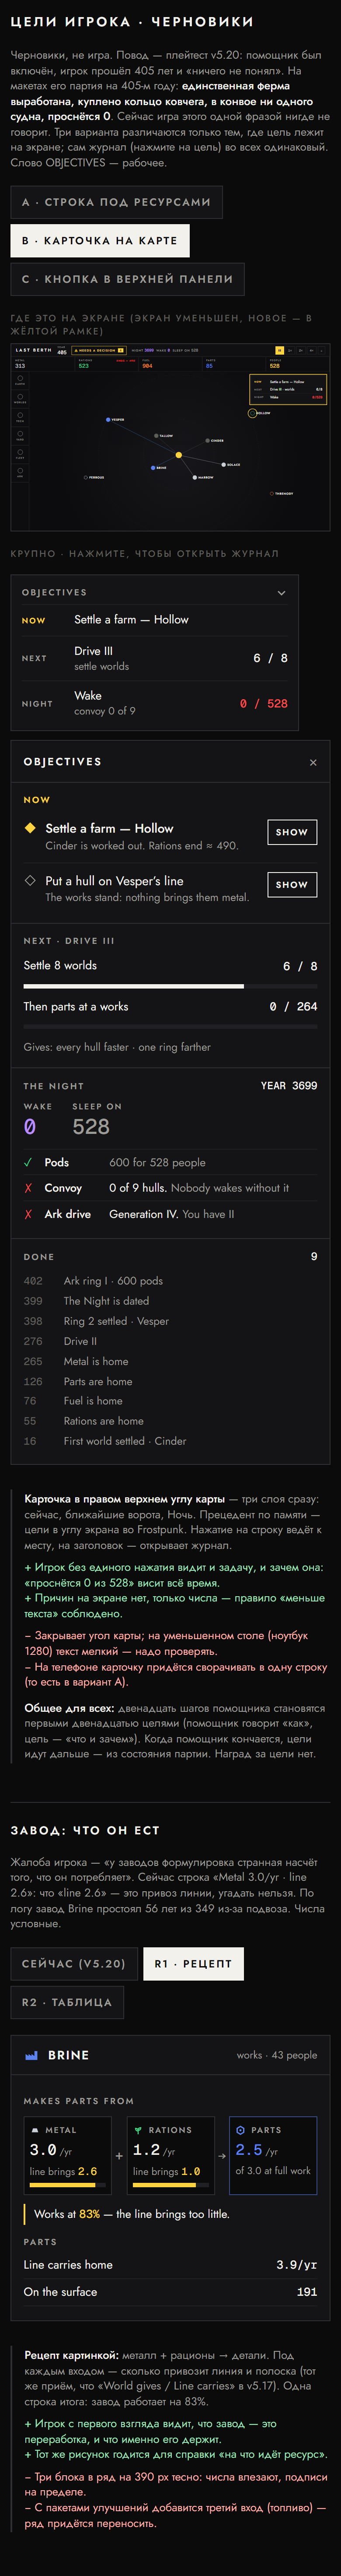 ЦЕЛИ ИГРОКА · ЧЕРНОВИКИ
Черновики, не игра. Повод — плейтест v5.20: помощник был
включён, игрок прошёл 405 лет и «ничего не понял». На
макетах его партия на 405-м году: единственная ферма
выработана, куплено кольцо ковчега, в конвое ни одного
судна, проснётся 0. Сейчас игра этого одной фразой нигде не
говорит. Три варианта различаются только тем, где цель лежит
на экране; сам журнал (нажмите на цель) во всех одинаковый.
Слово OBJECTIVES — рабочее.
A · СТРОКА ПОД РЕСУРСАМИ
B · КАРТОЧКА НА КАРТЕ
C · КНОПКА В ВЕРХНЕЙ ПАНЕЛИ
ГДЕ ЭТО НА ЭКРАНЕ (ЭКРАН УМЕНЬШЕН, НОВОЕ — В
ЖЁЛТОЙ РАМКЕ)
LAST BERTH
405
NEEDS A DECISION
313
523
904
85
528
VESPER
TALLOW
CINDER
HOLLOW
BRINE
SOLACE
MARROW
THRENODY
КРУПНО · НАЖМИТЕ, ЧТОБЫ ОТКРЫТЬ ЖУРНАЛ
OBJECTIVES
NOW Settle a farm — Hollow
NEXT Drive III 6 / 8
settle worlds
NIGHT Wake 0 / 528
convoy 0 of 9
OBJECTIVES ×
NOW
Settle a farm — Hollow SHOW
Cinder is worked out. Rations end ≈ 490.
Put a hull on Vesper's line SHOW
The works stand: nothing brings them metal.
NEXT · DRIVE III
Settle 8 worlds 6 / 8
Then parts at a works 0 / 264
Gives: every hull faster · one ring farther
THE NIGHT YEAR 3699
WAKE SLEEP ON
0 528
✓ Pods 600 for 528 people
✗ Convoy 0 of 9 hulls. Nobody wakes without it
✗ Ark drive Generation IV. You have II
DONE 9
402 Ark ring I · 600 pods
399 The Night is dated
398 Ring 2 settled · Vesper
276 Drive II
265 Metal is home
126 Parts are home
76 Fuel is home
55 Rations are home
16 First world settled · Cinder
Карточка в правом верхнем углу карты — три слоя сразу:
сейчас, ближайшие ворота, Ночь. Прецедент по памяти —
цели в углу экрана во Frostpunk. Нажатие на строку ведёт к
месту, на заголовок — открывает журнал.
+ Игрок без единого нажатия видит и задачу, и зачем она:
«проснётся 0 из 528» висит всё время.
+ Причин на экране нет, только числа — правило «меньше
текста» соблюдено.
− Закрывает угол карты; на уменьшенном столе (ноутбук
1280) текст мелкий — надо проверять.
− На телефоне карточку придётся сворачивать в одну строку
(то есть в вариант A).
Общее для всех: двенадцать шагов помощника становятся
первыми двенадцатью целями (помощник говорит «как»,
цель — «что и зачем»). Когда помощник кончается, цели
идут дальше — из состояния партии. Наград за цели нет.
ЗАВОД: ЧТО ОН ЕСТ
Жалоба игрока — «у заводов формулировка странная насчёт
того, что он потребляет». Сейчас строка «Metal 3.0/yr · line
2.6»: что «line 2.6» — это привоз линии, угадать нельзя. По
логу завод Brine простоял 56 лет из 349 из-за подвоза. Числа
условные.
СЕЙЧАС (V5.20)
R1 · РЕЦЕПТ
R2 · ТАБЛИЦА
BRINE works · 43 people
MAKES PARTS FROM
METAL RATIONS PARTS
3.0 /yr + 1.2 /yr → 2.5 /yr
line brings 2.6 line brings 1.0 of 3.0 at full work
Works at 83% — the line brings too little.
PARTS
Line carries home 3.9/yr
On the surface 191
Рецепт картинкой: металл + рационы → детали. Под
каждым входом — сколько привозит линия и полоска (тот
же приём, что «World gives / Line carries» в v5.17). Одна
строка итога: завод работает на 83%.
+ Игрок с первого взгляда видит, что завод — это
переработка, и что именно его держит.
+ Тот же рисунок годится для справки «на что идёт ресурс».
− Три блока в ряд на 390 px тесно: числа влезают, подписи
на пределе.
− С пакетами улучшений добавится третий вход (топливо) —
ряд придётся переносить.